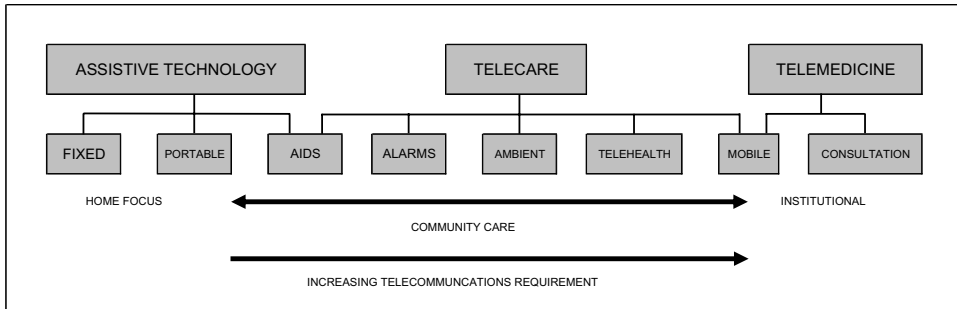 ASSISTIVE TECHNOLOGY
TELECARE
TELEMEDICINE
FIXED
PORTABLE
AIDS
ALARMS
AMBIENT
TELEHEALTH
MOBILE
CONSULTATION
HOME FOCUS
INSTITUTIONAL
COMMUNITY CARE
INCREASING TELECOMMUNCATIONS REQUIREMENT